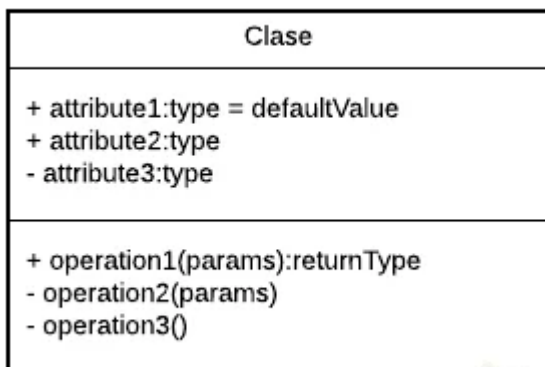 Clase
+ attribute1:type = defaultValue
+ attribute2:type
- attribute3:type
+ operation1(params):returnType
- operation2(params)
- operation3()